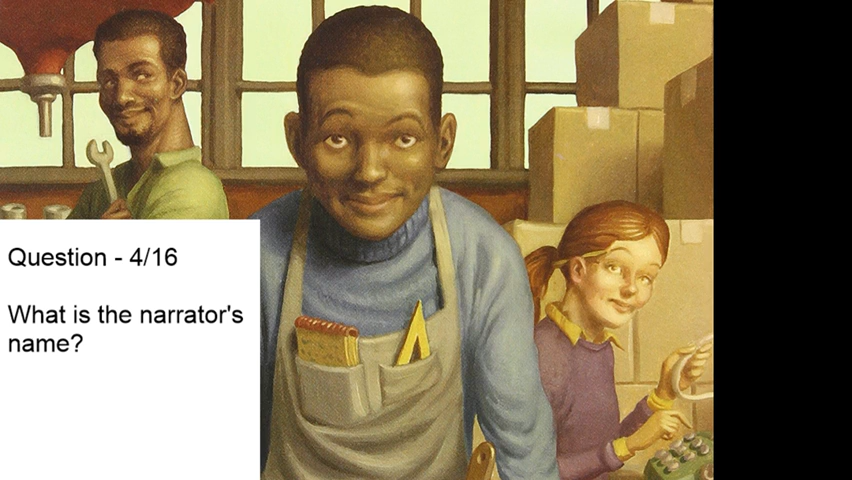 Question - 4/16
What is the narrator's
name?